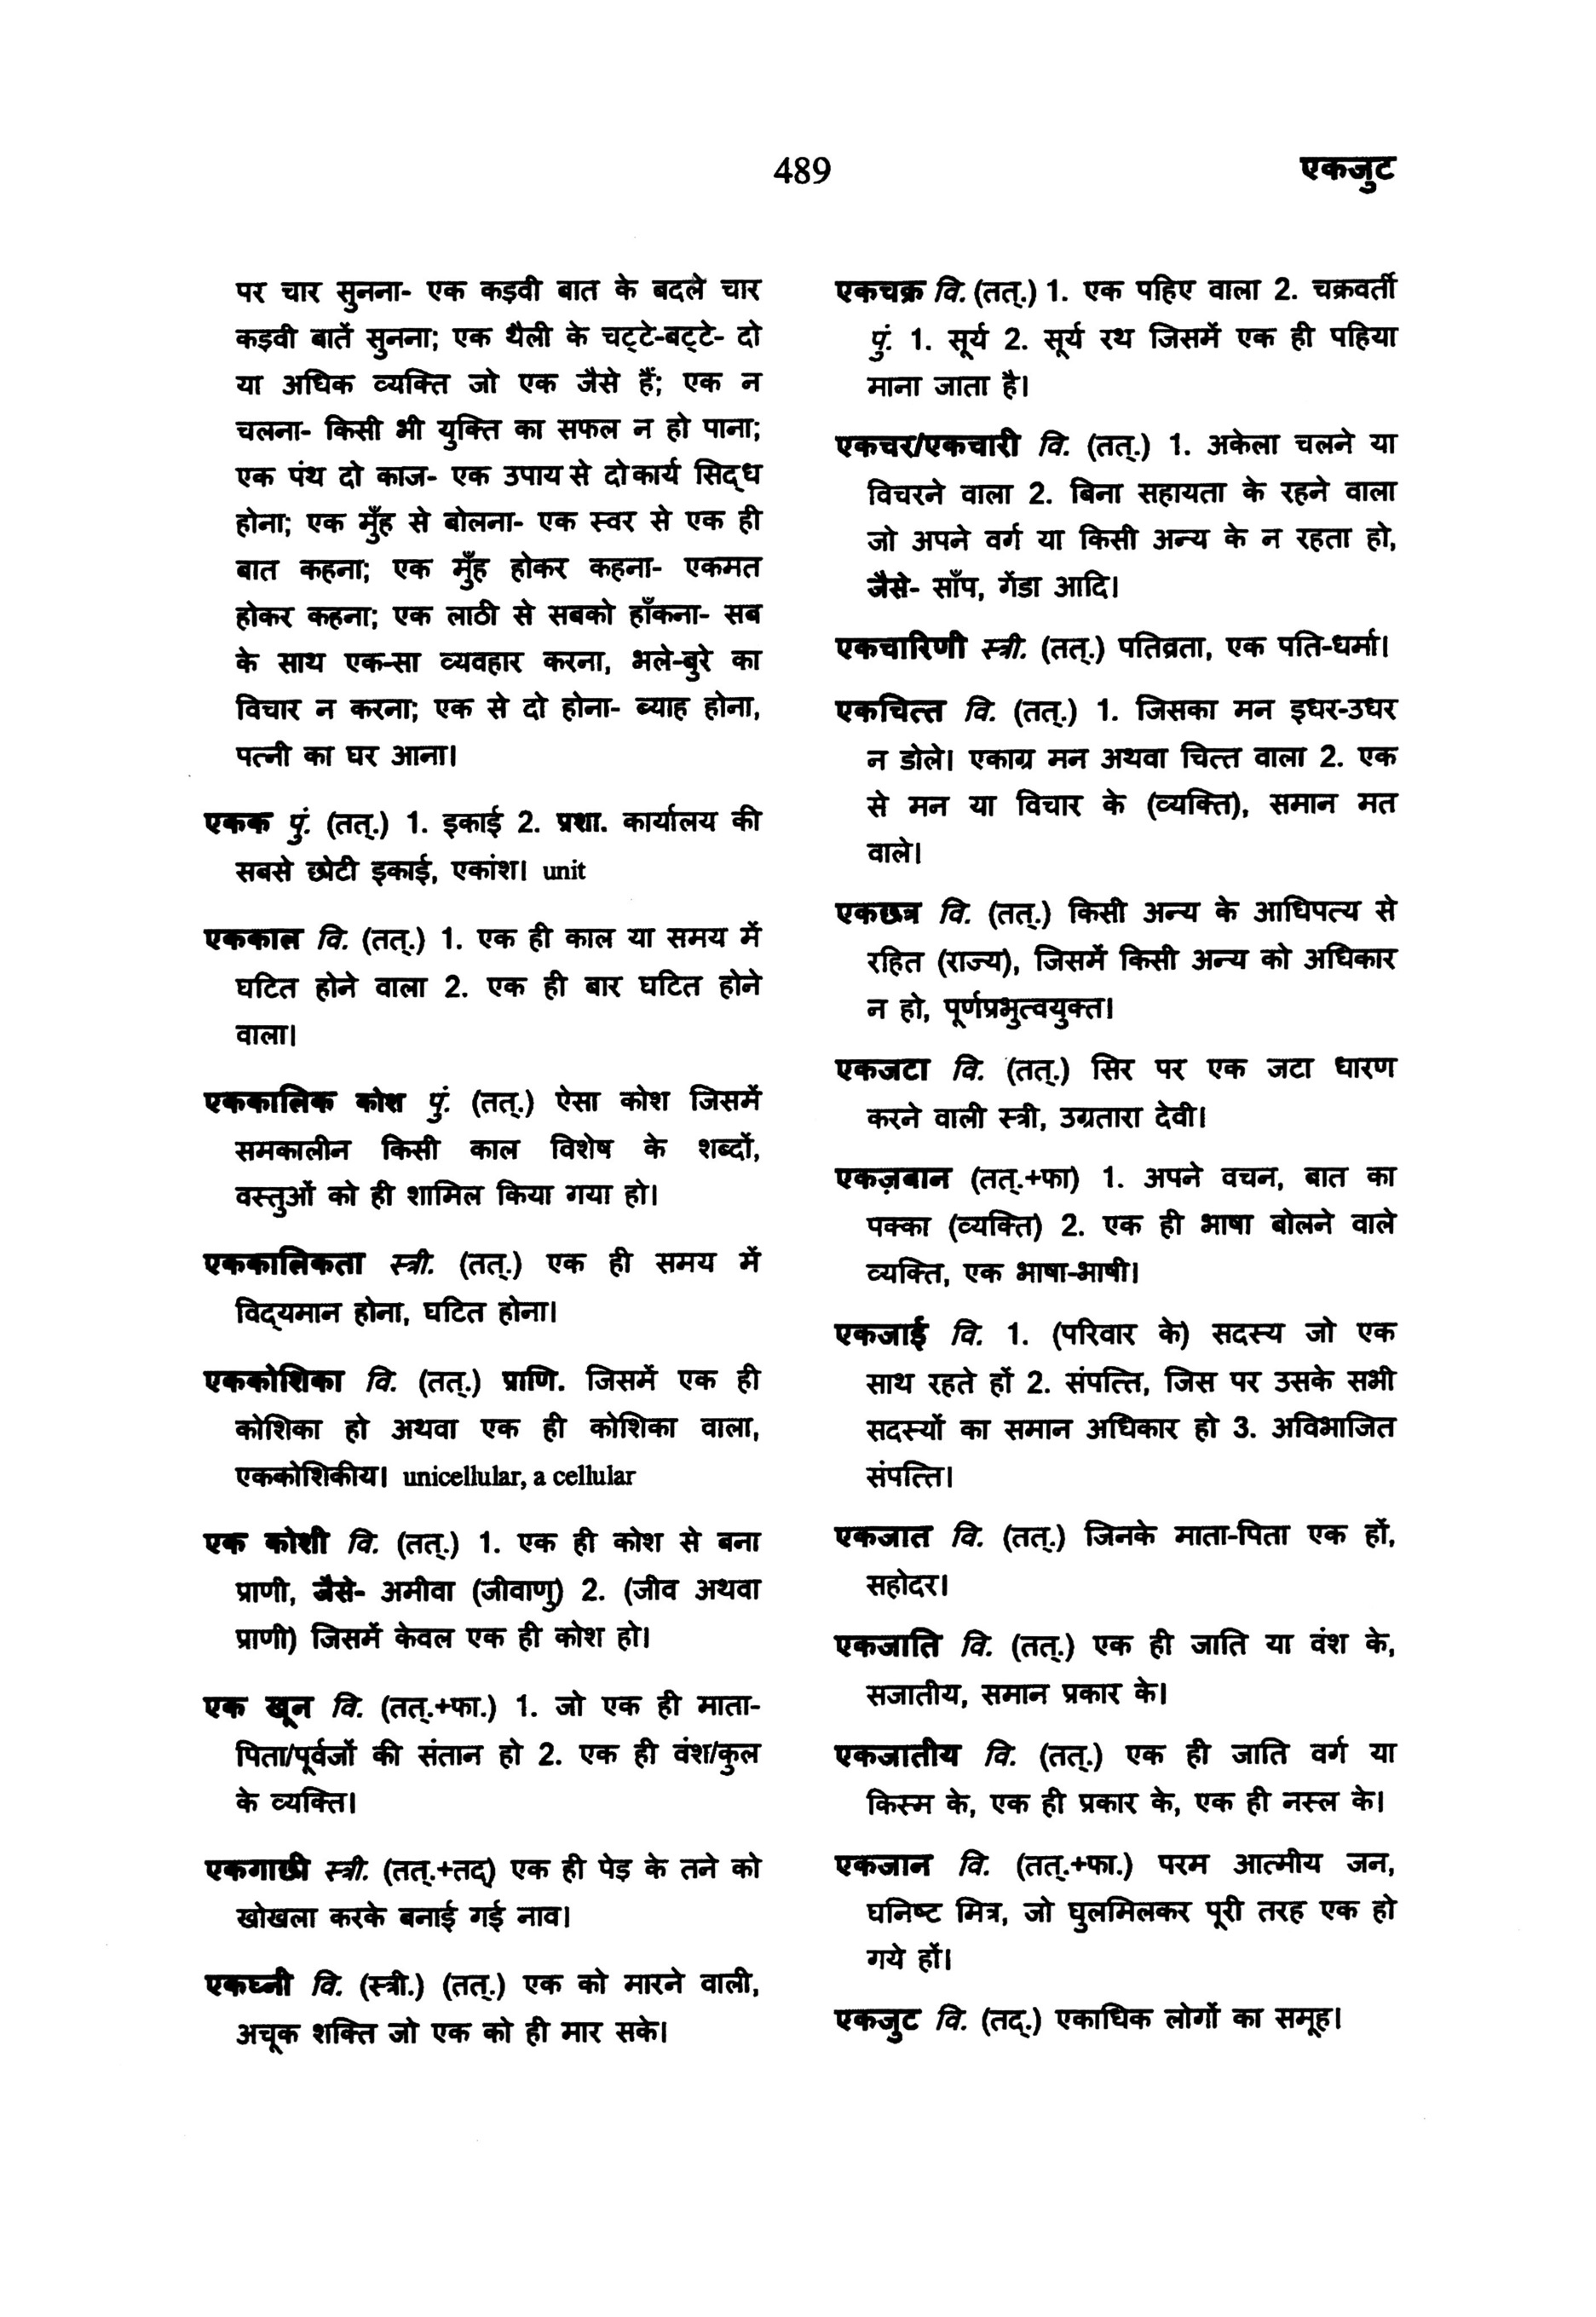 489
एकजुट
पर चार सुनना- एक कड़वी बात के बदले चार
कड़वी बातें सुनना; एक थैली के चट्टे-बट्टे- दो
या अधिक व्यक्ति जो एक जैसे हैं; एक न
चलना- किसी भी युक्ति का सफल न हो पाना;
एक पंथ दो काज- एक उपाय से दो कार्य सिद्ध
होना; एक मुँह से बोलना- एक स्वर से एक ही
बात कहना; एक मुँह होकर कहना- एकमत
होकर कहना; एक लाठी से सबको हाँकना- सब
के साथ एक-सा व्यवहार करना, भले-बुरे का
विचार न करना; एक से दो होना- ब्याह होना,
पत्नी का घर आना।
एकक पुं. (तत्.) 1. इकाई 2. प्रशा. कार्यालय की
सबसे छोटी इकाई, एकांश। unit
एककाल वि. (तत्.) 1. एक ही काल या समय में
घटित होने वाला 2. एक ही बार घटित होने
वाला।
एककालिक कोश पुं. (तत्.) ऐसा कोश जिसमें
समकालीन किसी काल विशेष के शब्दों,
वस्तुओं को ही शामिल किया गया हो।
एककालिकता स्त्री. (तत्.) एक ही समय में
विद्यमान होना, घटित होना।
एककोशिका वि. (तत्.) प्राणि. जिसमें एक ही
कोशिका हो अथवा एक ही कोशिका वाला,
एककोशिकीय। unicellular, a cellular
एक कोशी वि. (तत्.) 1. एक ही कोश से बना
प्राणी, जैसे- अमीवा (जीवाणु) 2. (जीव अथवा
प्राणी) जिसमें केवल एक ही कोश हो।
एक खून वि. (तत्.+फा.) 1. जो एक ही माता-
पिता/पूर्वजों की संतान हो 2. एक ही वंश/कुल
के व्यक्ति।
एकगाछी स्त्री. (तत्.+तद्) एक ही पेड़ के तने को
खोखला करके बनाई गई नाव।
एकघ्नी वि. (स्त्री.) (तत्.) एक को मारने वाली,
अचूक शक्ति जो एक को ही मार सके।
एकचक्र वि. (तत्.) 1. एक पहिए वाला 2. चक्रवर्ती
पुं. 1. सूर्य 2. सूर्य रथ जिसमें एक ही पहिया
माना जाता है।
एकचर/एकचारी वि. (तत्.) 1. अकेला चलने या
विचरने वाला 2. बिना सहायता के रहने वाला
जो अपने वर्ग या किसी अन्य के न रहता हो,
जैसे- साँप, गेंडा आदि।
एकचारिणी स्त्री. (तत्.) पतिव्रता, एक पति-धर्मा।
एकचित्त वि. (तत्.) 1. जिसका मन इधर-उधर
न डोले। एकाग्र मन अथवा चित्त वाला 2. एक
से मन या विचार के (व्यक्ति), समान मत
वाले।
एकछत्र वि. (तत्.) किसी अन्य के आधिपत्य से
रहित (राज्य), जिसमें किसी अन्य को अधिकार
न हो, पूर्णप्रभुत्वयुक्त।
एकजटा वि. (तत्.) सिर पर एक जटा धारण
करने वाली स्त्री, उग्रतारा देवी।
एकज़बान (तत्.+फा) 1. अपने वचन, बात का
पक्का (व्यक्ति) 2. एक ही भाषा बोलने वाले
व्यक्ति, एक भाषा-भाषी।
एकजाई वि. 1. (परिवार के) सदस्य जो एक
साथ रहते हों 2. संपत्ति, जिस पर उसके सभी
सदस्यों का समान अधिकार हो 3. अविभाजित
संपत्ति।
एकजात वि. (तत्.) जिनके माता-पिता एक हों,
सहोदर।
एकजाति वि. (तत्.) एक ही जाति या वंश के,
सजातीय, समान प्रकार के।
एकजातीय वि. (तत्.) एक ही जाति वर्ग या
किस्म के, एक ही प्रकार के, एक ही नस्ल के।
एकजान वि. (तत्.+फा.) परम आत्मीय जन,
घनिष्ट मित्र, जो घुलमिलकर पूरी तरह एक हो
गये हों।
एकजुट वि. (तद्.) एकाधिक लोगों का समूह।